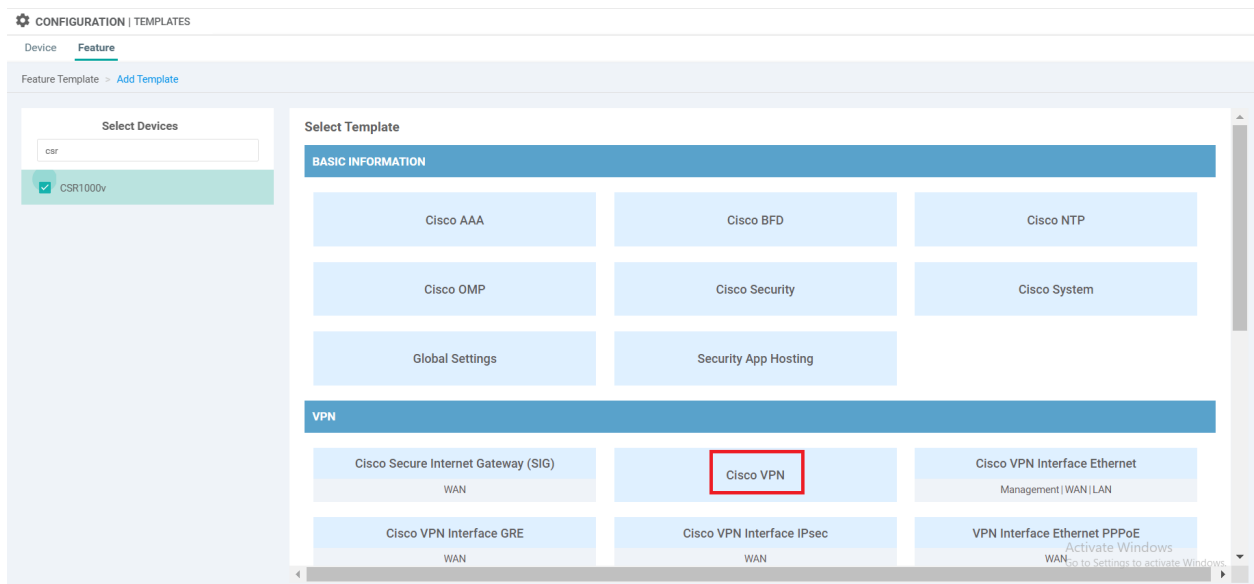 CONFIGURATION | TEMPLATES
Device Feature
Feature Template > Add Template
Select Devices
csr
CSR1000v
Select Template
BASIC INFORMATION
Cisco AAA
Cisco BFD
Cisco NTP
Cisco OMP
Cisco Security
Cisco System
Global Settings
Security App Hosting
VPN
Cisco Secure Internet Gateway (SIG)
WAN
Cisco VPN
Cisco VPN Interface Ethernet
Management | WAN | LAN
Cisco VPN Interface GRE
WAN
Cisco VPN Interface IPsec
WAN
VPN Interface Ethernet PPPoE
WAN
Activate Windows
Go to Settings to activate Windows.